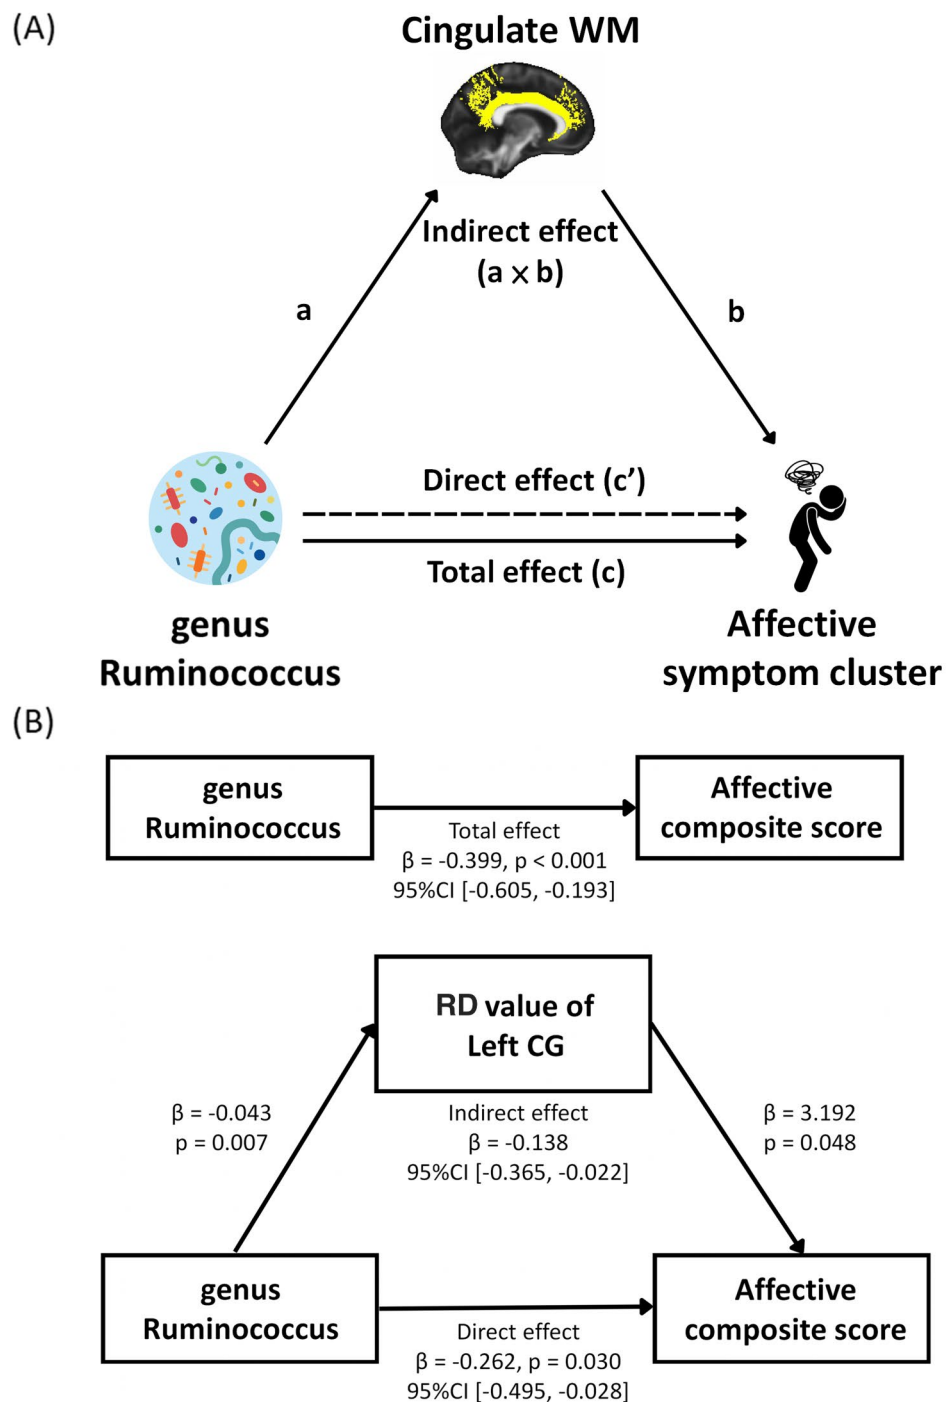 (A)
Cingulate WM
Indirect effect
(a × b)
a
b
Direct effect (c’)
Total effect (c)
genus
Ruminococcus
Affective
symptom cluster
(B)
genus
Ruminococcus
Affective
composite score
Total effect
β = -0.399, p < 0.001
95%CI [-0.605, -0.193]
RD value of
Left CG
β = -0.043
p = 0.007
Indirect effect
β = -0.138
95%CI [-0.365, -0.022]
β = 3.192
p = 0.048
genus
Ruminococcus
Affective
composite score
Direct effect
β = -0.262, p = 0.030
95%CI [-0.495, -0.028]